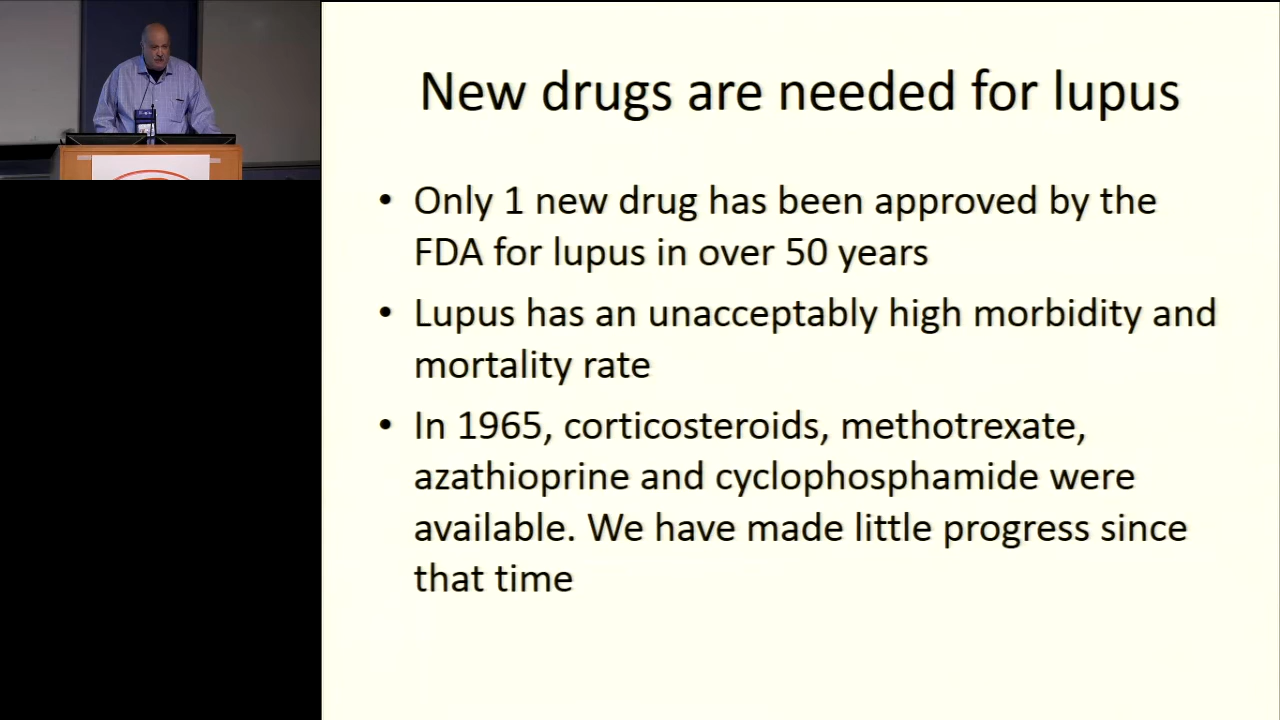 New drugs are needed for lupus
• Only 1 new drug has been approved by the
FDA for lupus in over 50 years
• Lupus has an unacceptably high morbidity and
mortality rate
• In 1965, corticosteroids, methotrexate,
azathioprine and cyclophosphamide were
available. We have made little progress since
that time